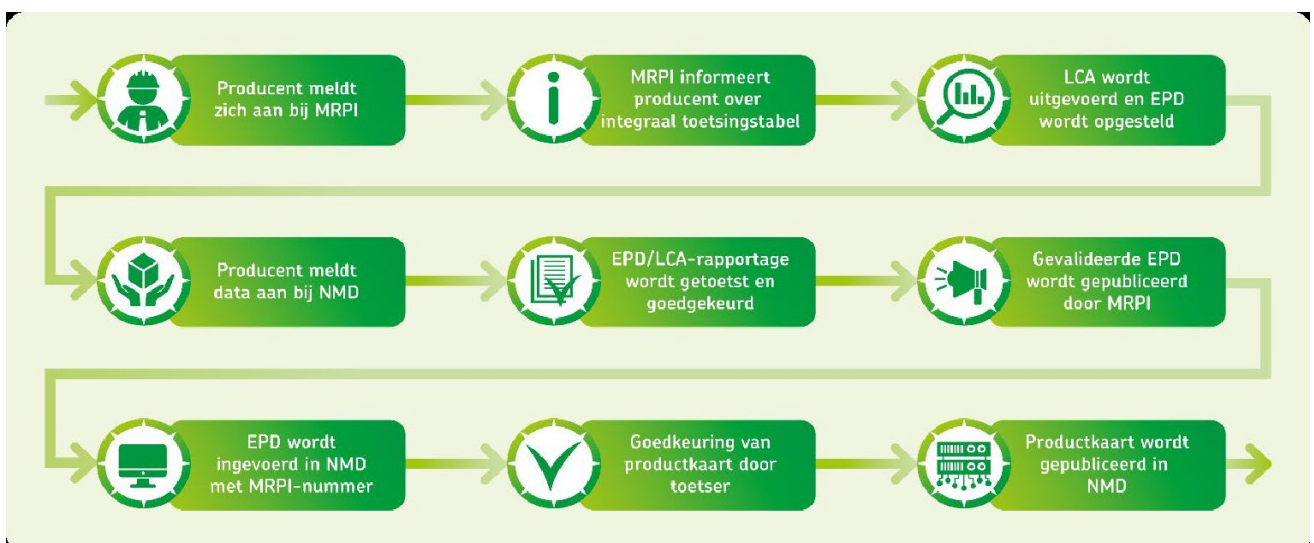 Producent meldt
zich aan bij MRPI
MRPI informeert
producent over
integraal toetsingstabel
LCA wordt
uitgevoerd en EPD
wordt opgesteld
Producent meldt
data aan bij NMD
EPD/LCA-rapportage
wordt getoetst en
goedgekeurd
Gevalideerde EPD
wordt gepubliceerd
door MRPI
EPD wordt
ingevoerd in NMD
met MRPI-nummer
Goedkeuring van
productkaart door
toetser
Productkaart wordt
gepubliceerd in
NMD